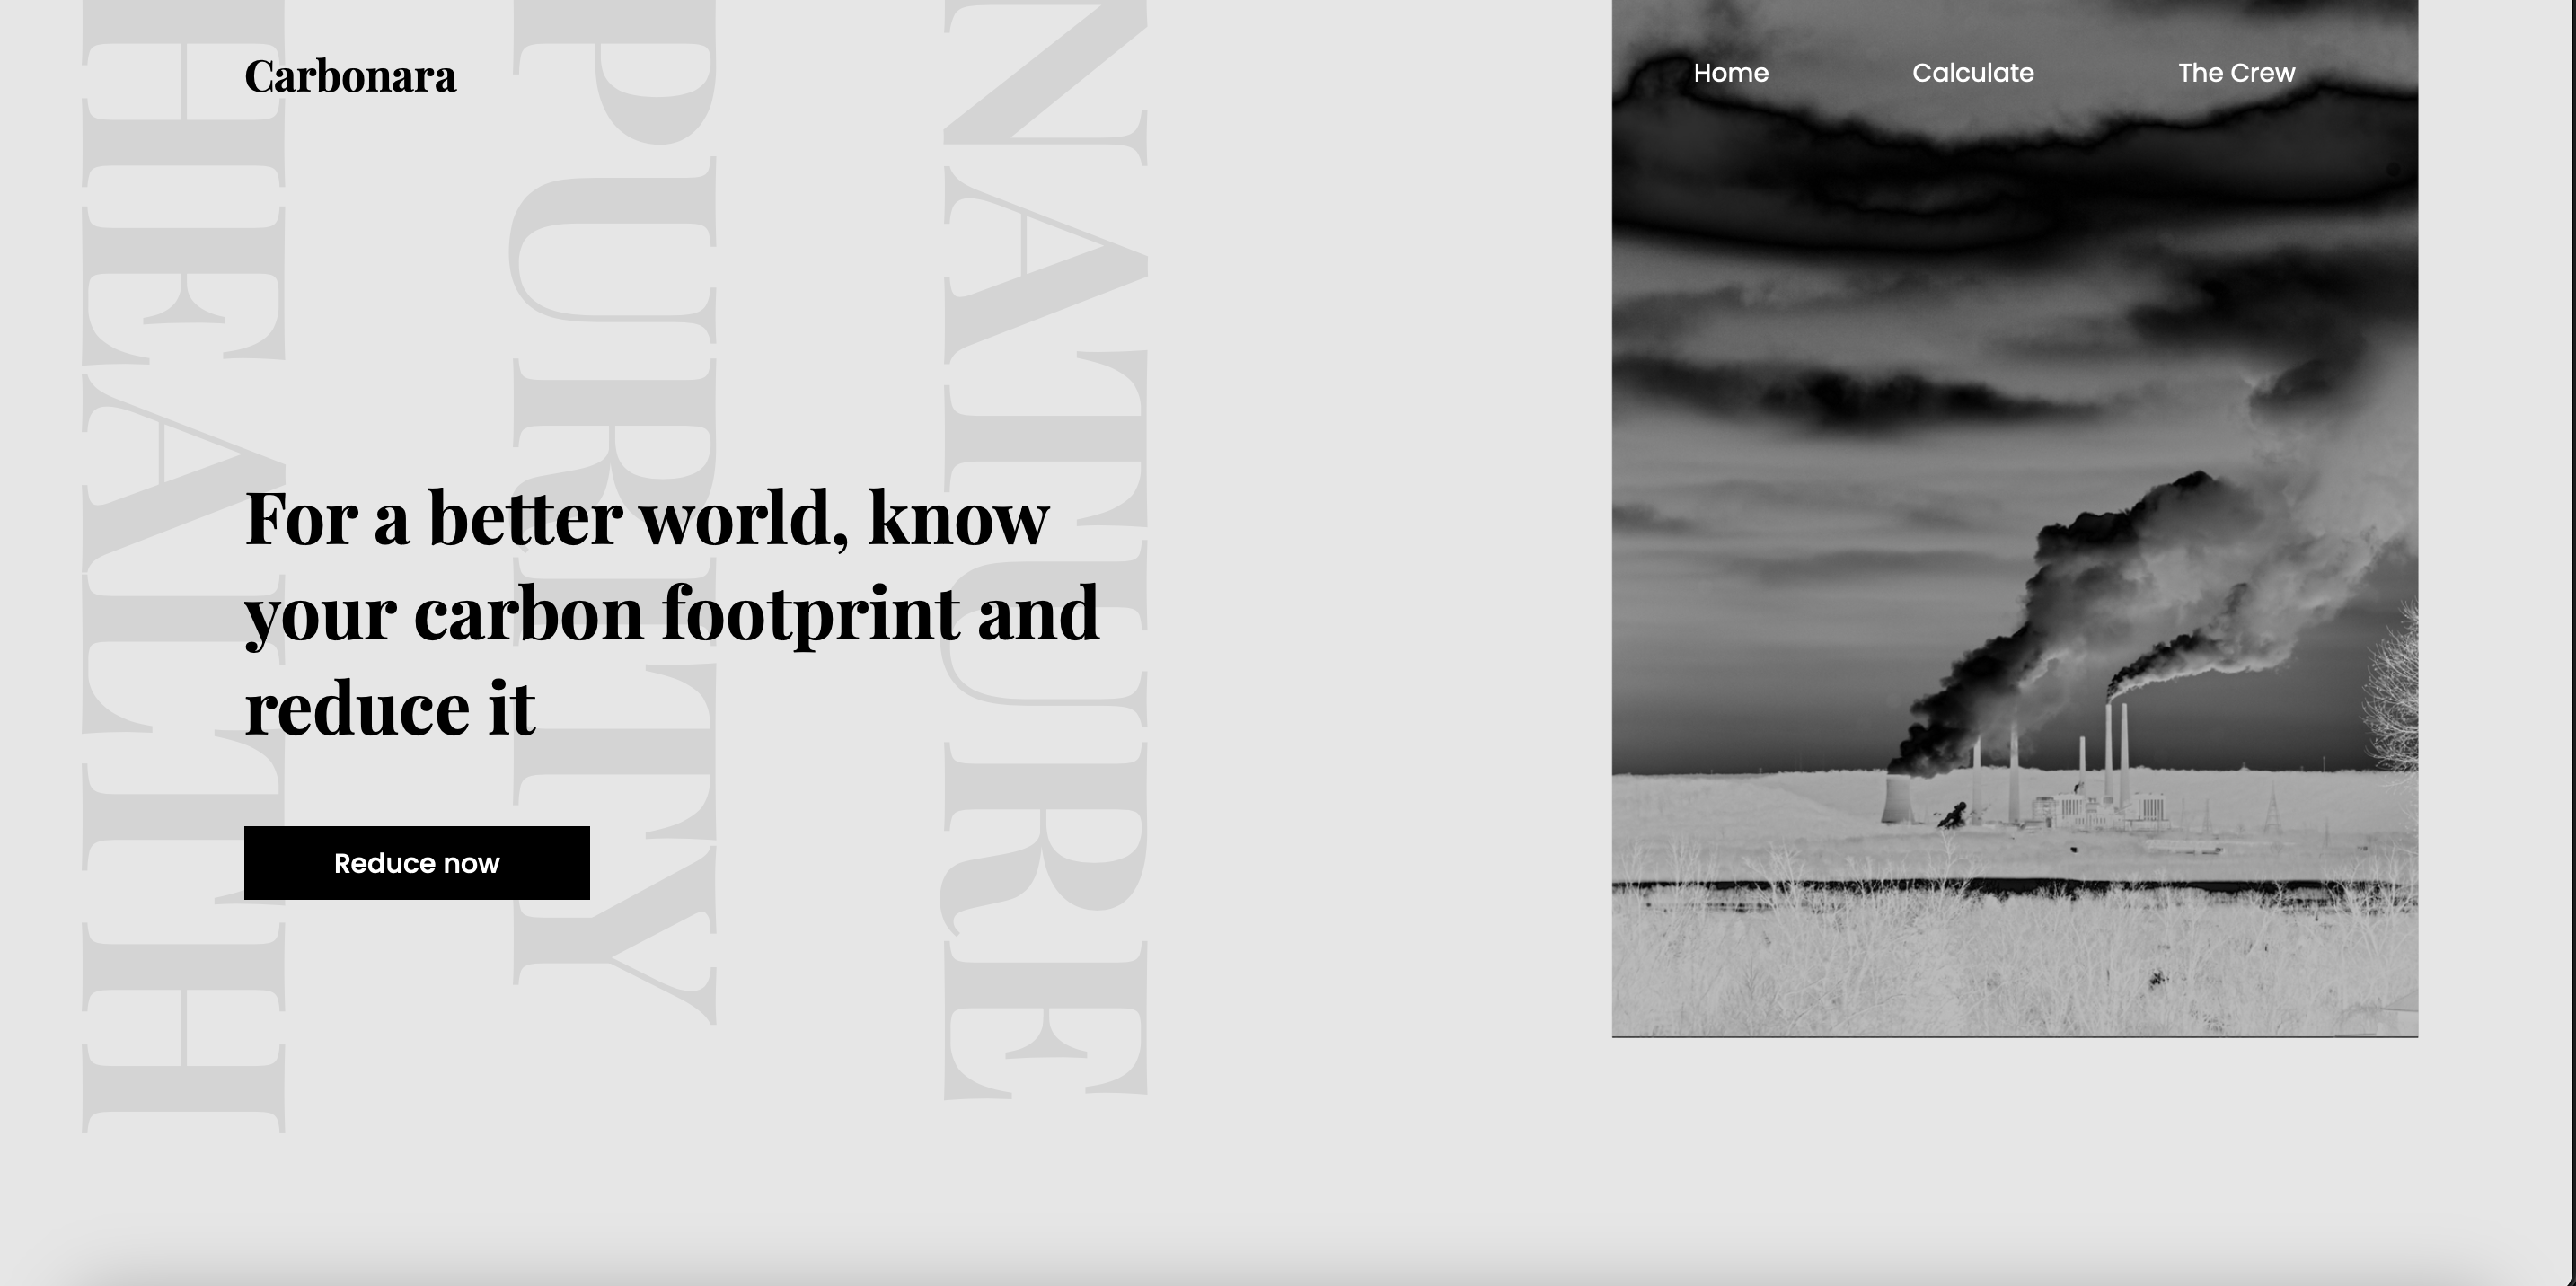 Carbonara
Home
Calculate
The Crew
HEALTH
PURITY
NATURE
For a better world, know
your carbon footprint and
reduce it
Reduce now